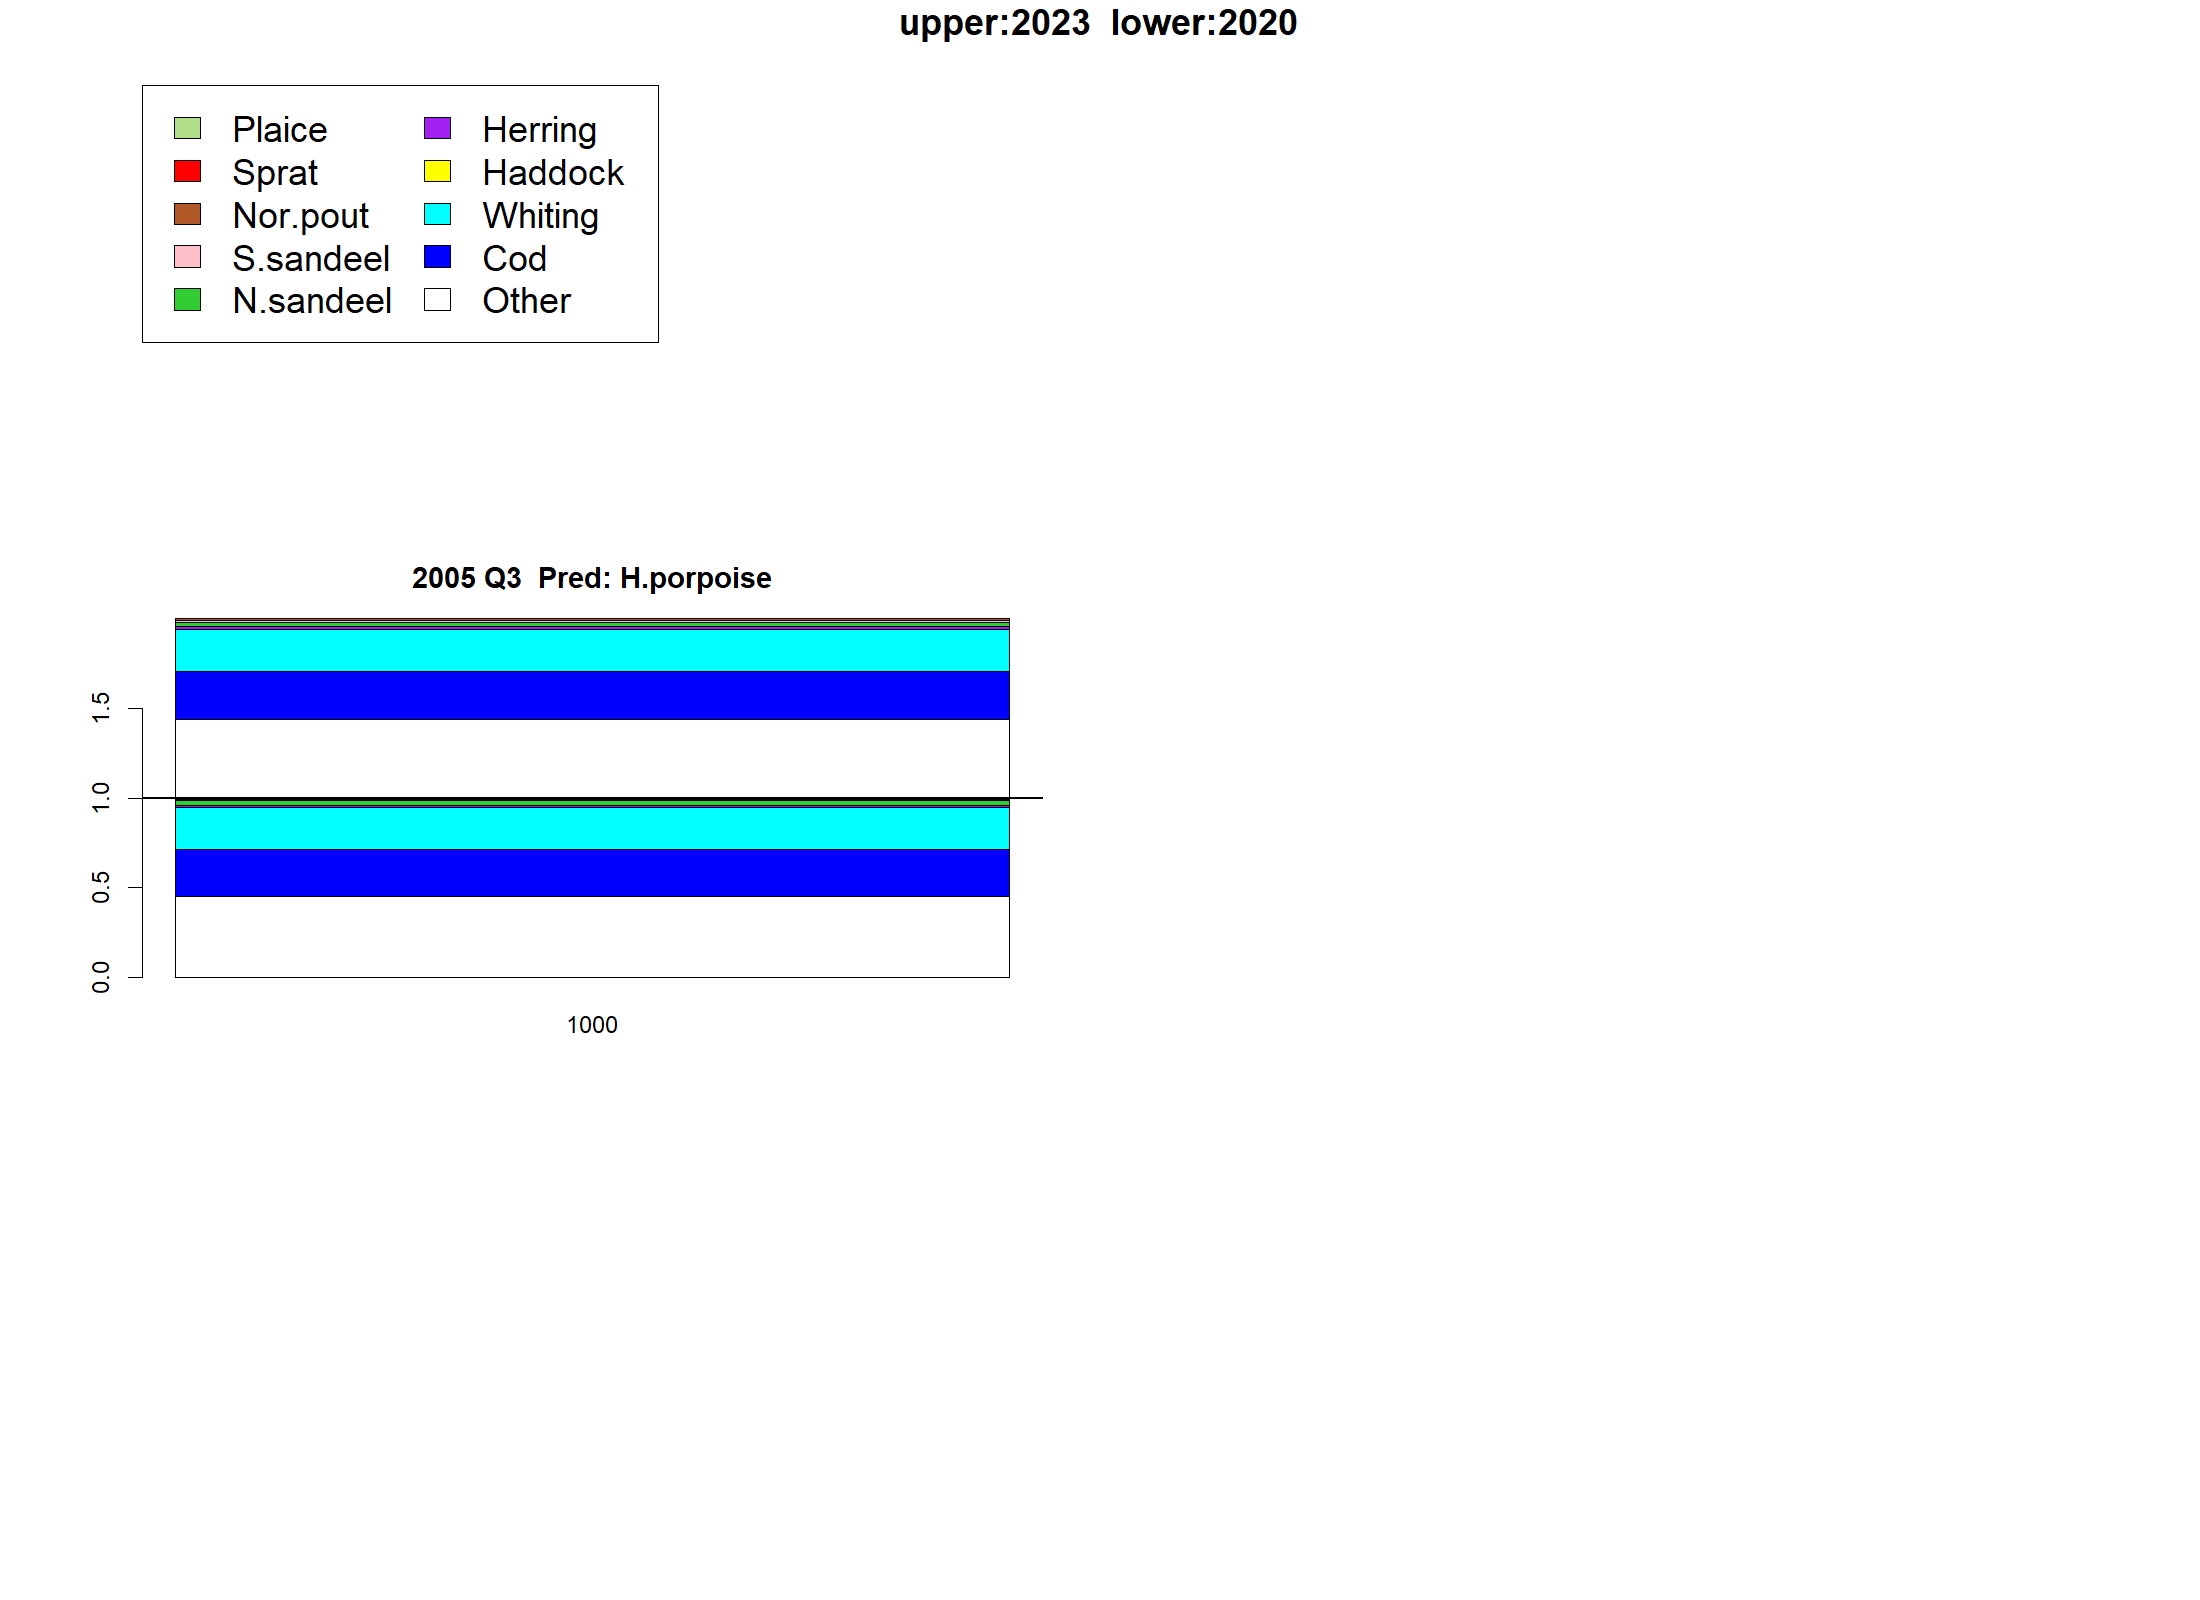 upper:2023  lower:2020
Plaice
Sprat
Nor.pout
S.sandeel
N.sandeel
Herring
Haddock
Whiting
Cod
Other
2005 Q3  Pred: H.porpoise
1.5
1.0
0.5
0.0
1000